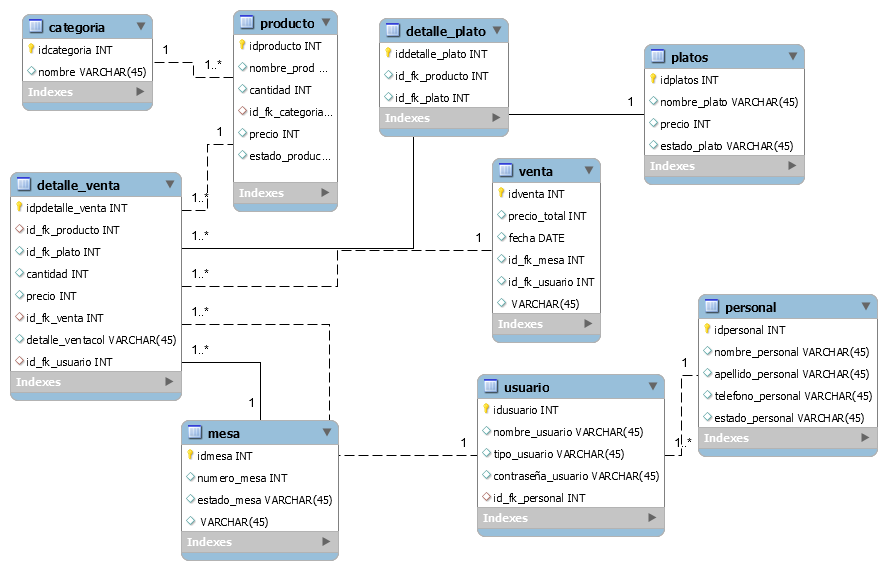 categoria
idcategoria INT
nombre VARCHAR(45)
Indexes
1
1..*
producto
idproducto INT
nombre_prod ...
cantidad INT
id_fk_categoria...
precio INT
estado_produc...
Indexes
1
1..*
detalle_plato
iddetalle_plato INT
id_fk_producto INT
id_fk_plato INT
Indexes
1
platos
idplatos INT
nombre_plato VARCHAR(45)
precio INT
estado_plato VARCHAR(45)
Indexes
detalle_venta
idpdetalle_venta INT
id_fk_producto INT
id_fk_plato INT
cantidad INT
precio INT
id_fk_venta INT
detalle_ventacol VARCHAR(45)
id_fk_usuario INT
Indexes
1..*
1..*
1..*
1..*
1
1
venta
idventa INT
precio_total INT
fecha DATE
id_fk_mesa INT
id_fk_usuario INT
VARCHAR(45)
Indexes
personal
idpersonal INT
nombre_personal VARCHAR(45)
apellido_personal VARCHAR(45)
telefono_personal VARCHAR(45)
estado_personal VARCHAR(45)
Indexes
1
1..*
usuario
idusuario INT
nombre_usuario VARCHAR(45)
tipo_usuario VARCHAR(45)
contraseña_usuario VARCHAR(45)
id_fk_personal INT
Indexes
1
mesa
idmesa INT
numero_mesa INT
estado_mesa VARCHAR(45)
VARCHAR(45)
Indexes